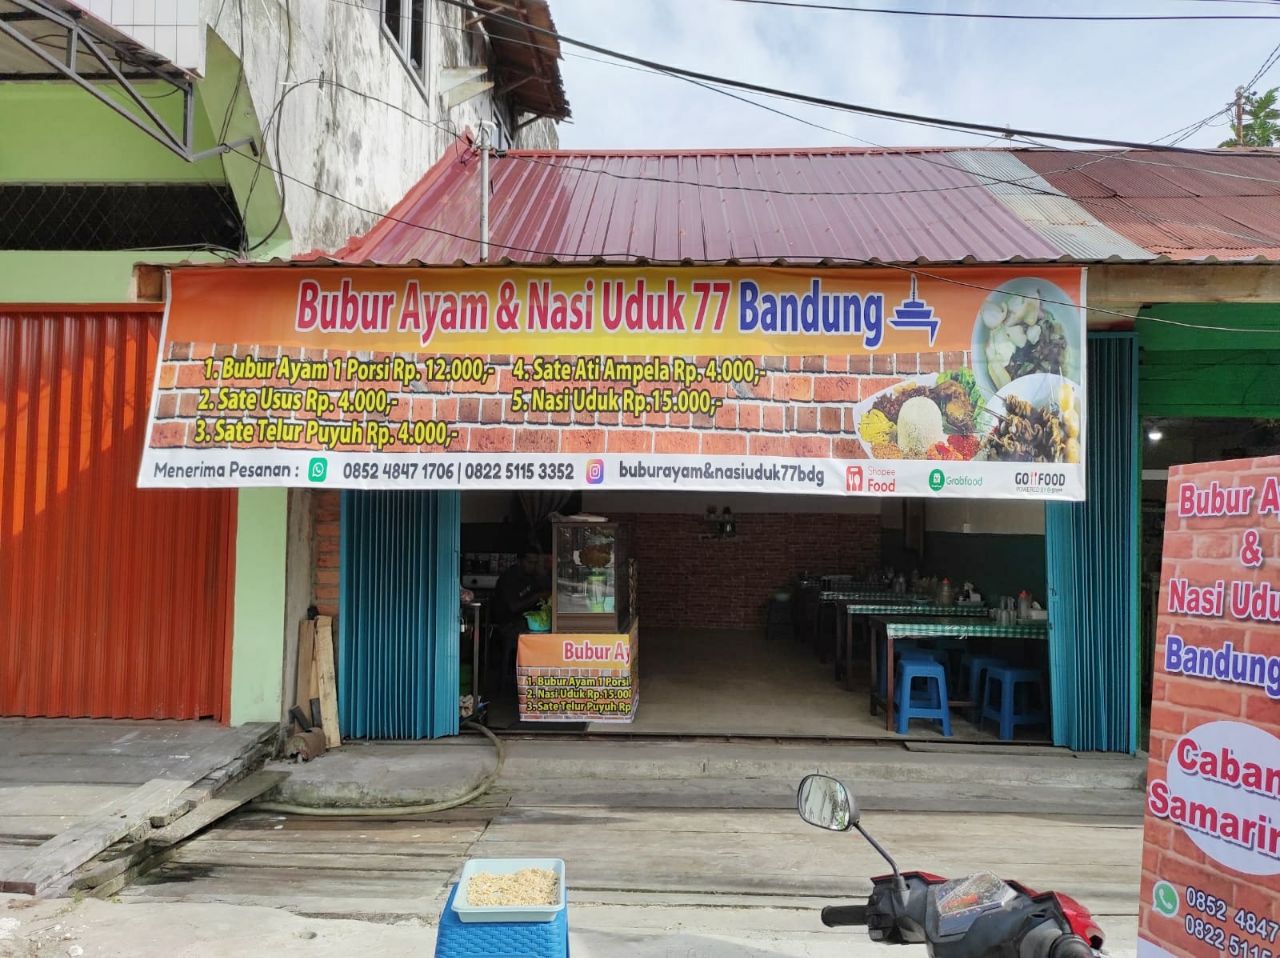 Bubur Ayam & Nasi Uduk 77 Bandung
1. Bubur Ayam 1 Porsi Rp. 12.000,-
2. Sate Usus Rp. 4.000,-
3. Sate Telur Puyuh Rp. 4.000,-
4. Sate Ati Ampela Rp. 4.000,-
5. Nasi Uduk Rp.15.000,-
Menerima Pesanan : 0852 4847 1706 | 0822 5115 3352 buburayam&nasiuduk77bdg
Shopee
Food
Grabfood
GOFOOD
Bubur Ay
1. Bubur Ayam 1 Porsi
2. Nasi Uduk Rp.15.00
3. Sate Telur Puyuh Rp
Bubur A
&
Nasi Udu
Bandung
Caban
Samarin
0852 4847
0822 5115